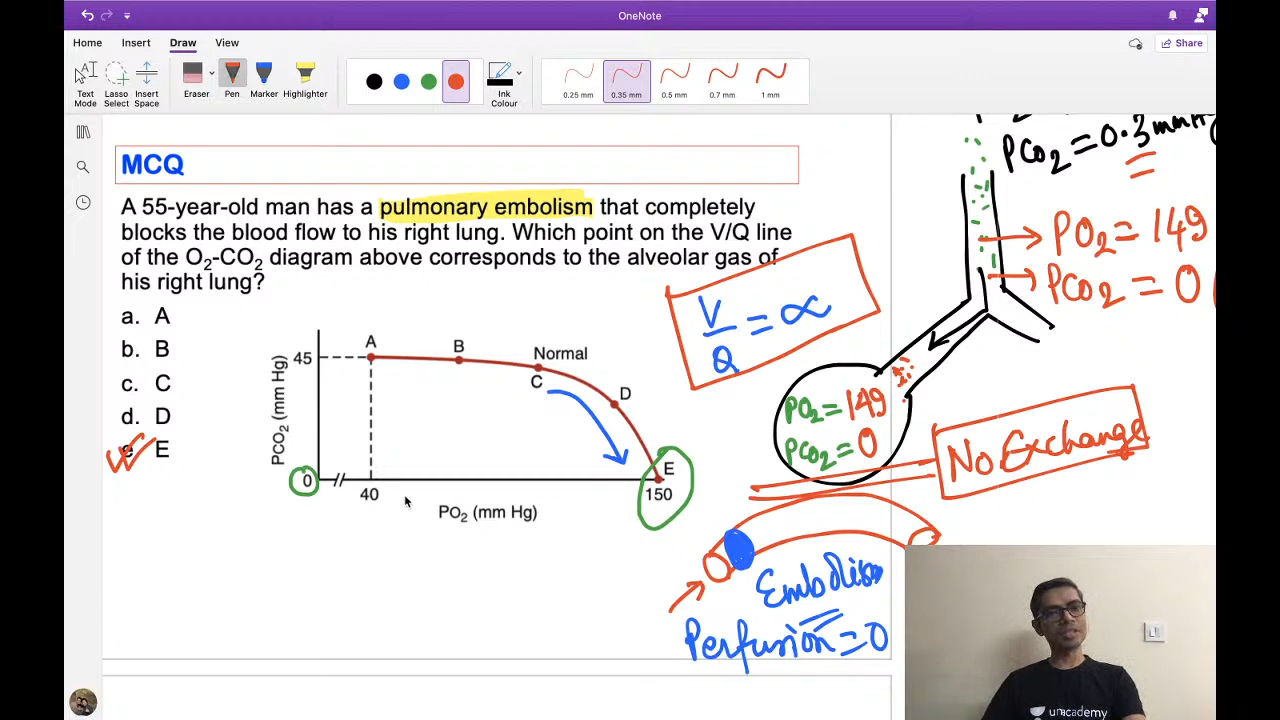 OneNote
Home Insert Draw View
Share
Text Mode
Lasso Select
Insert Space
Eraser
Pen
Marker
Highlighter
Ink Colour
0.25 mm
0.35 mm
0.5 mm
0.7 mm
1 mm
MCQ
A 55-year-old man has a pulmonary embolism that completely
blocks the blood flow to his right lung. Which point on the V/Q line
of the O2-CO2 diagram above corresponds to the alveolar gas of
his right lung?
a. A
b. B
c. C
d. D
e. E
PCO2 (mm Hg)
45
0
A
B
Normal
C
D
E
40
150
PO2 (mm Hg)
V/Q = ∝
PCO2 = 0.3 mmHg
PO2 = 149
PCO2 = 0
PO2 = 149
PCO2 = 0
No Exchange
Embolism
Perfusion = 0
unacademy